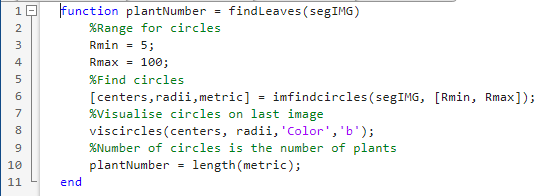 1 function plantNumber = findLeaves(segIMG)
2 %Range for circles
3 Rmin = 5;
4 Rmax = 100;
5 %Find circles
6 [centers,radii,metric] = imfindcircles(segIMG, [Rmin, Rmax]);
7 %Visualise circles on last image
8 viscircles(centers, radii,'Color','b');
9 %Number of circles is the number of plants
10 plantNumber = length(metric);
11 end